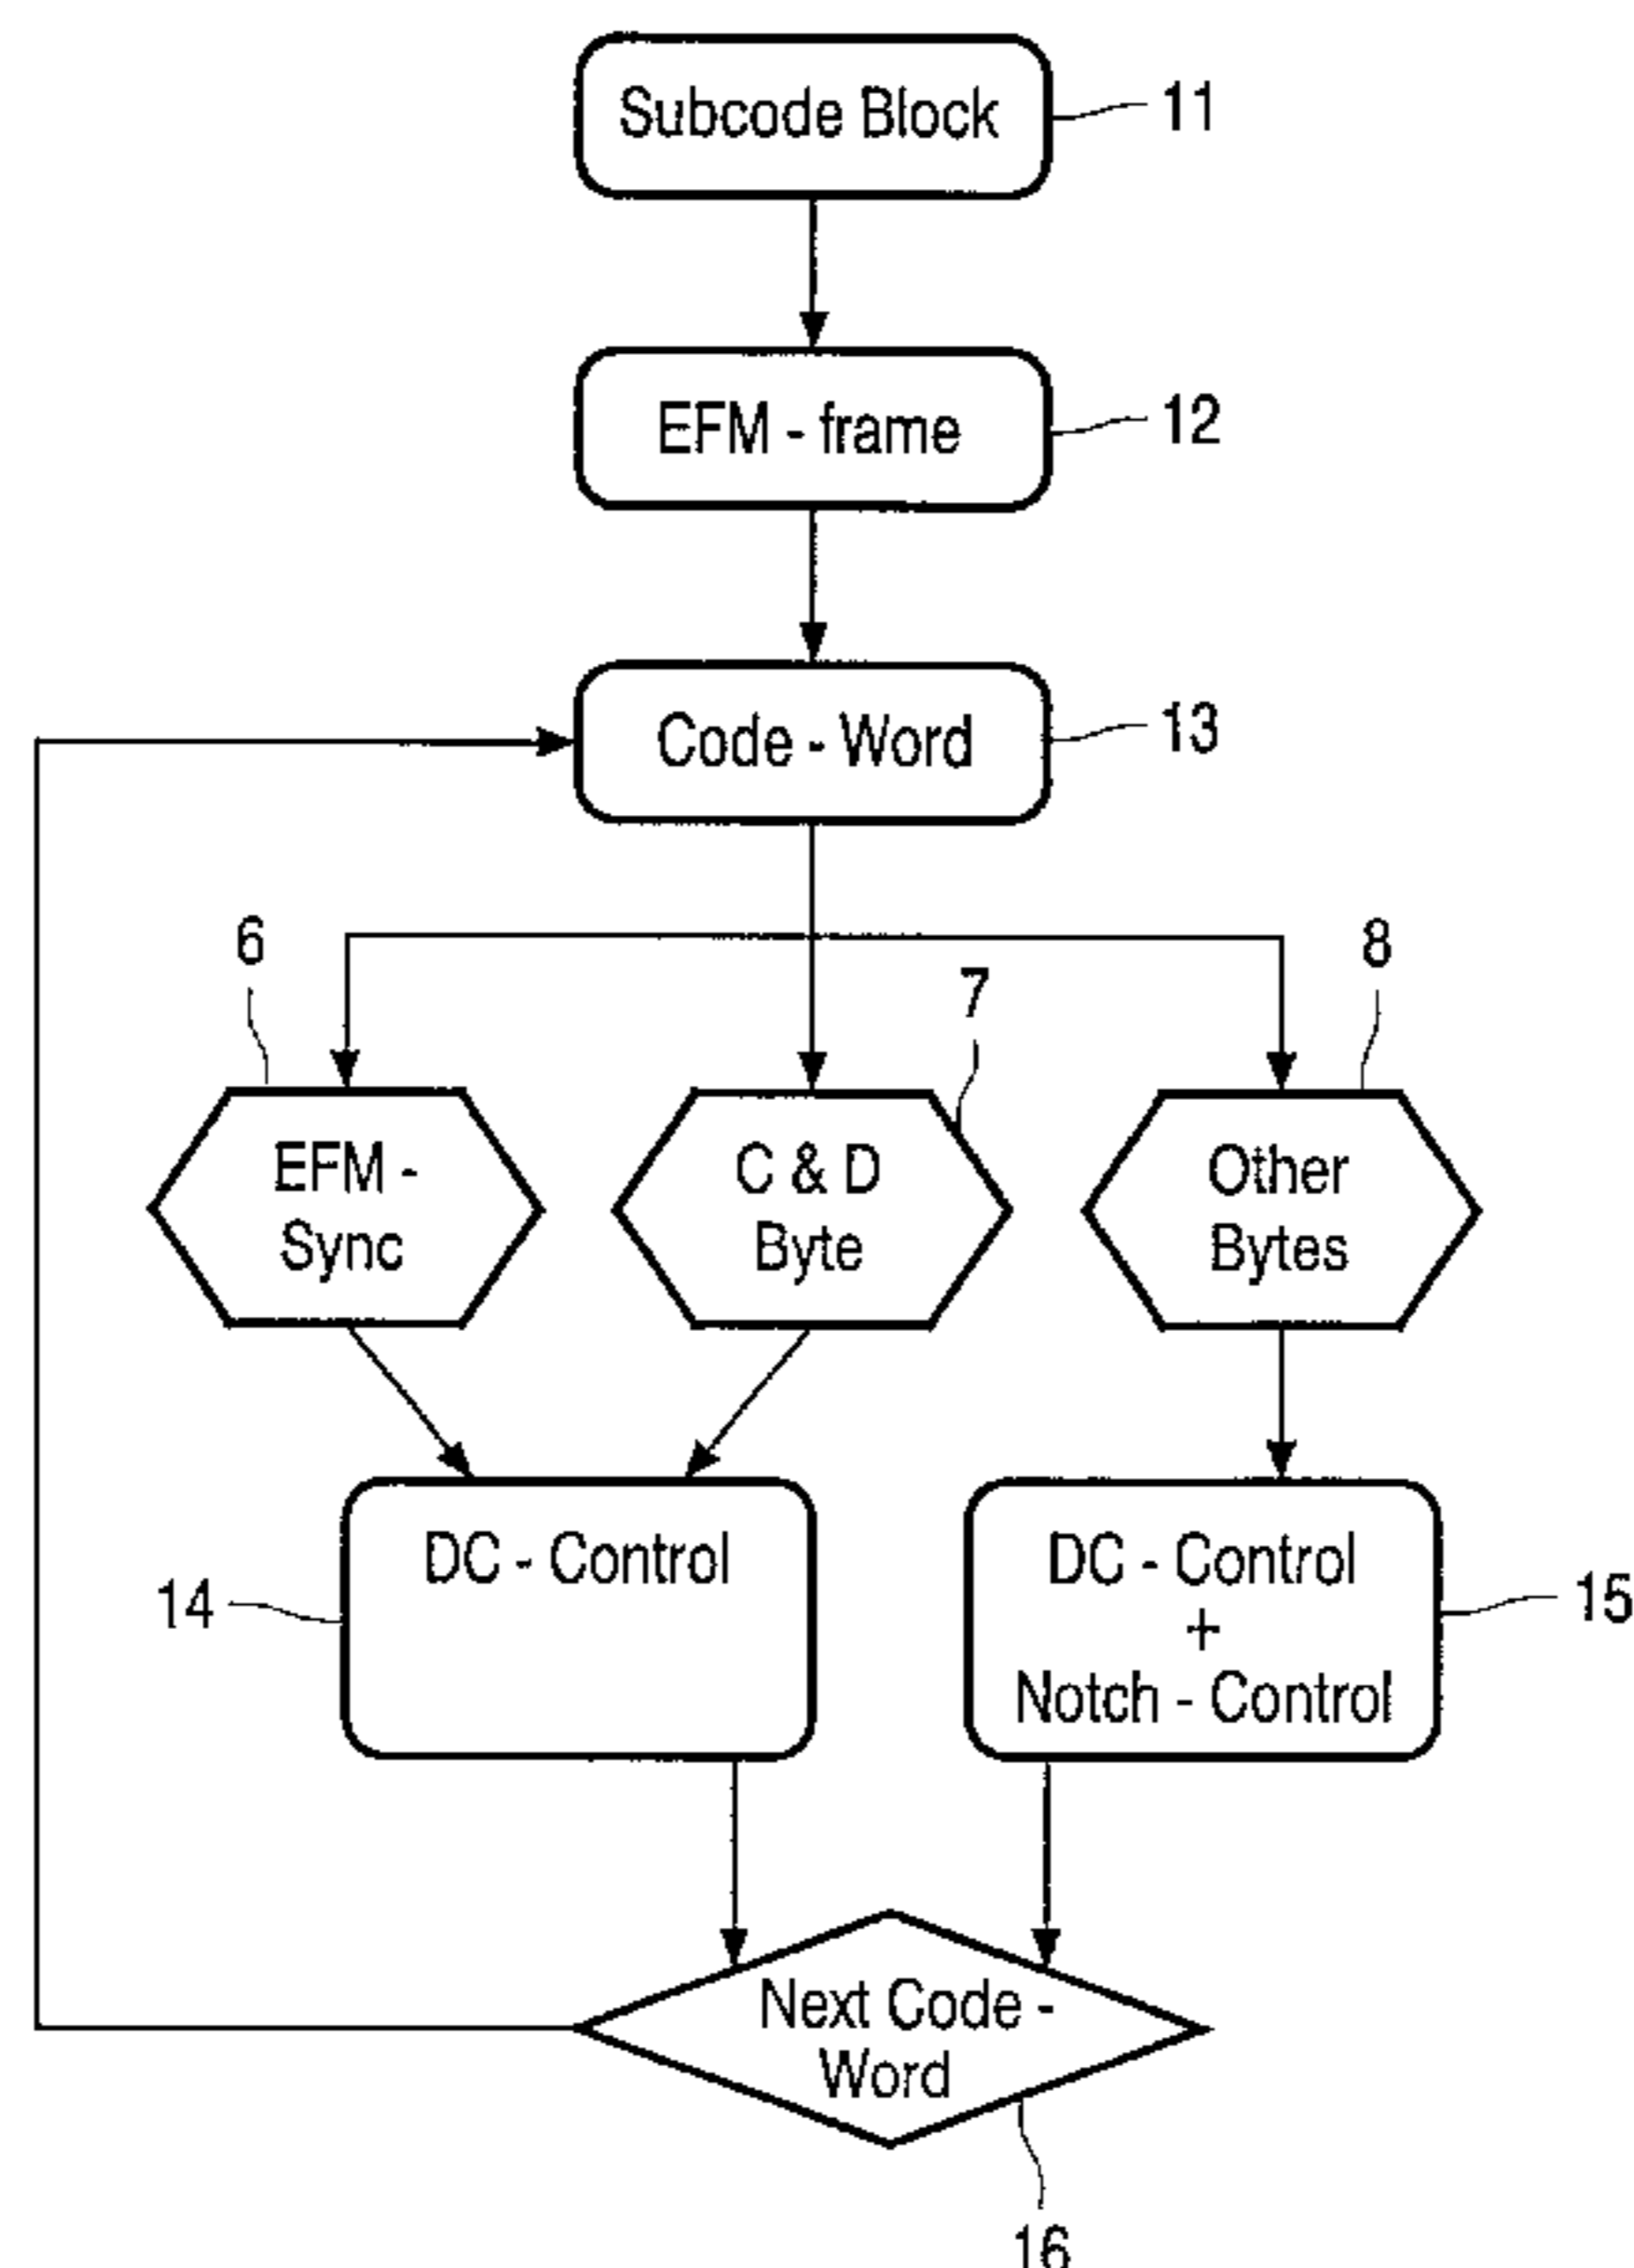 Subcode Block
11
EFM - frame
12
Code - Word
13
6
7
8
EFM -
Sync
C & D
Byte
Other
Bytes
14
DC - Control
DC - Control
+
Notch - Control
15
Next Code -
Word
16